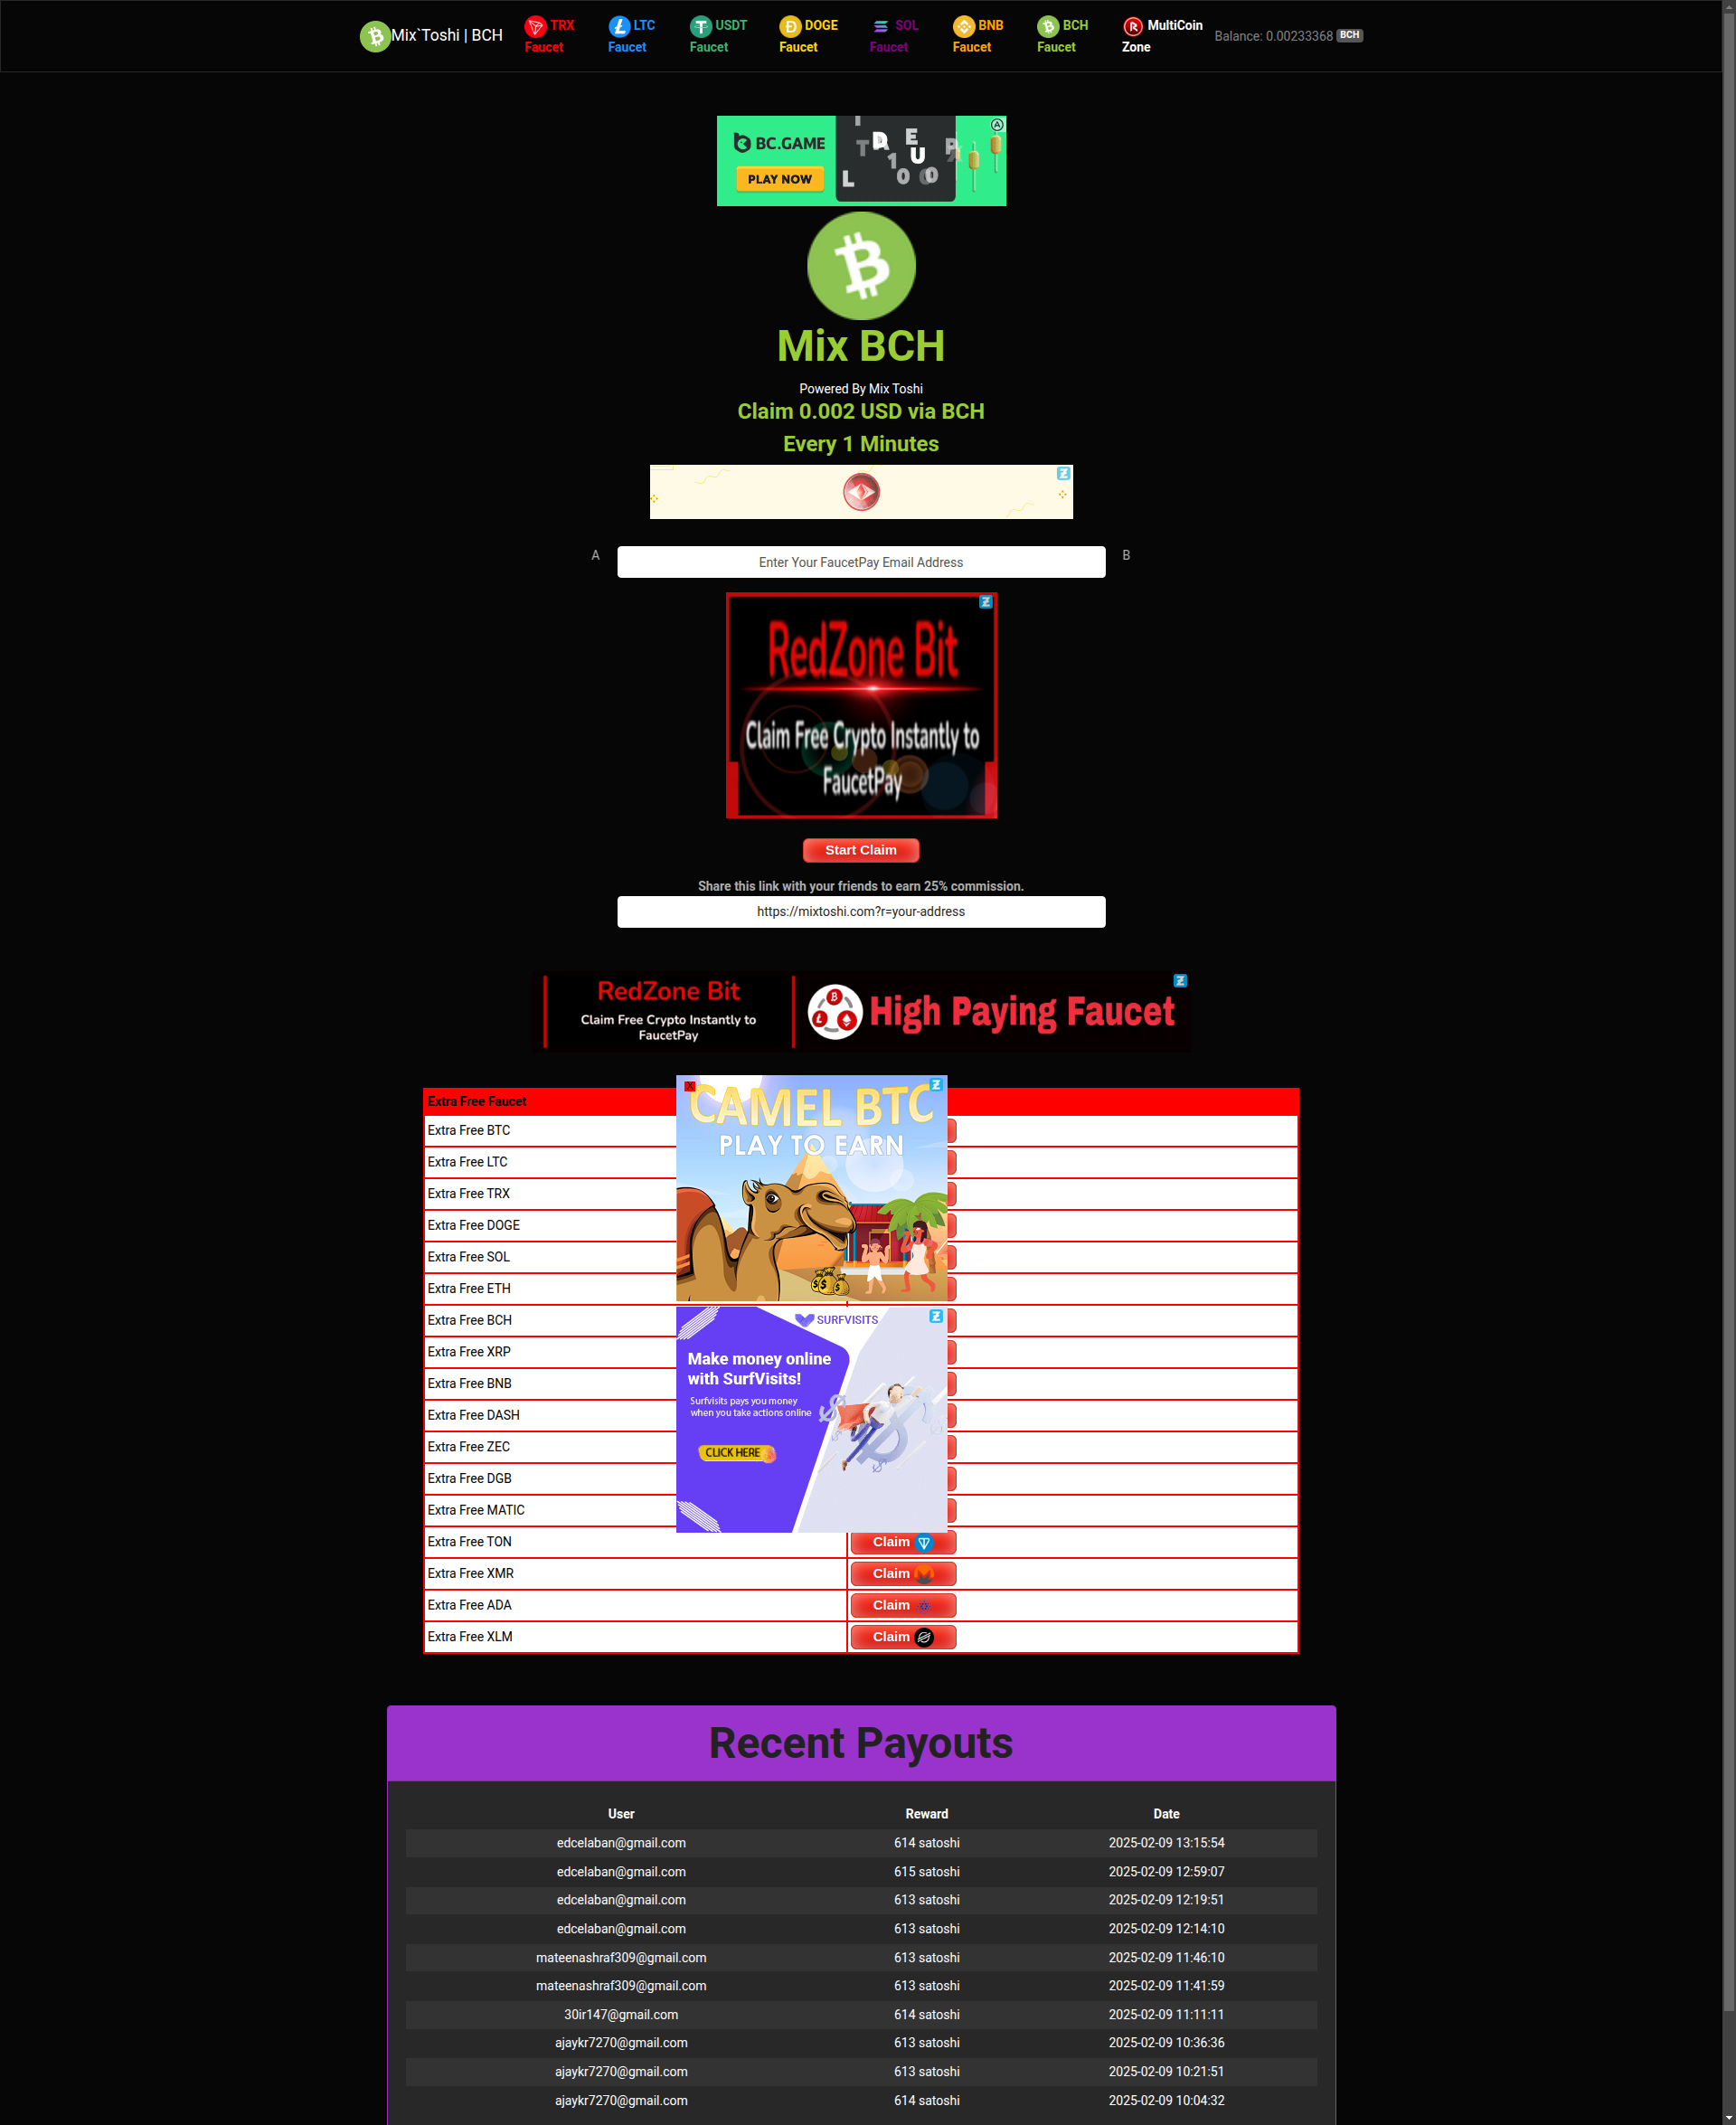 Mix`Toshi | BCH
TRX Faucet
LTC Faucet
USDT Faucet
DOGE Faucet
SOL Faucet
BNB Faucet
BCH Faucet
MultiCoin Zone
Balance: 0.00233368 BCH
BC.GAME
PLAY NOW
Mix BCH
Powered By Mix Toshi
Claim 0.002 USD via BCH
Every 1 Minutes
A
Enter Your FaucetPay Email Address
B
RedZone Bit
Claim Free Crypto Instantly to
FaucetPay
Start Claim
Share this link with your friends to earn 25% commission.
https://mixtoshi.com?r=your-address
RedZone Bit
Claim Free Crypto Instantly to
FaucetPay
High Paying Faucet
Extra Free Faucet
Extra Free BTC
Extra Free LTC
Extra Free TRX
Extra Free DOGE
Extra Free SOL
Extra Free ETH
Extra Free BCH
Extra Free XRP
Extra Free BNB
Extra Free DASH
Extra Free ZEC
Extra Free DGB
Extra Free MATIC
Extra Free TON
Claim
Extra Free XMR
Claim
Extra Free ADA
Claim
Extra Free XLM
Claim
X
CAMEL BTC
PLAY TO EARN
SURFVISITS
Make money online
with SurfVisits!
Surfvisits pays you money
when you take actions online
CLICK HERE
Recent Payouts
User Reward Date
edcelaban@gmail.com 614 satoshi 2025-02-09 13:15:54
edcelaban@gmail.com 615 satoshi 2025-02-09 12:59:07
edcelaban@gmail.com 613 satoshi 2025-02-09 12:19:51
edcelaban@gmail.com 613 satoshi 2025-02-09 12:14:10
mateenashraf309@gmail.com 613 satoshi 2025-02-09 11:46:10
mateenashraf309@gmail.com 613 satoshi 2025-02-09 11:41:59
30ir147@gmail.com 614 satoshi 2025-02-09 11:11:11
ajaykr7270@gmail.com 613 satoshi 2025-02-09 10:36:36
ajaykr7270@gmail.com 613 satoshi 2025-02-09 10:21:51
ajaykr7270@gmail.com 614 satoshi 2025-02-09 10:04:32